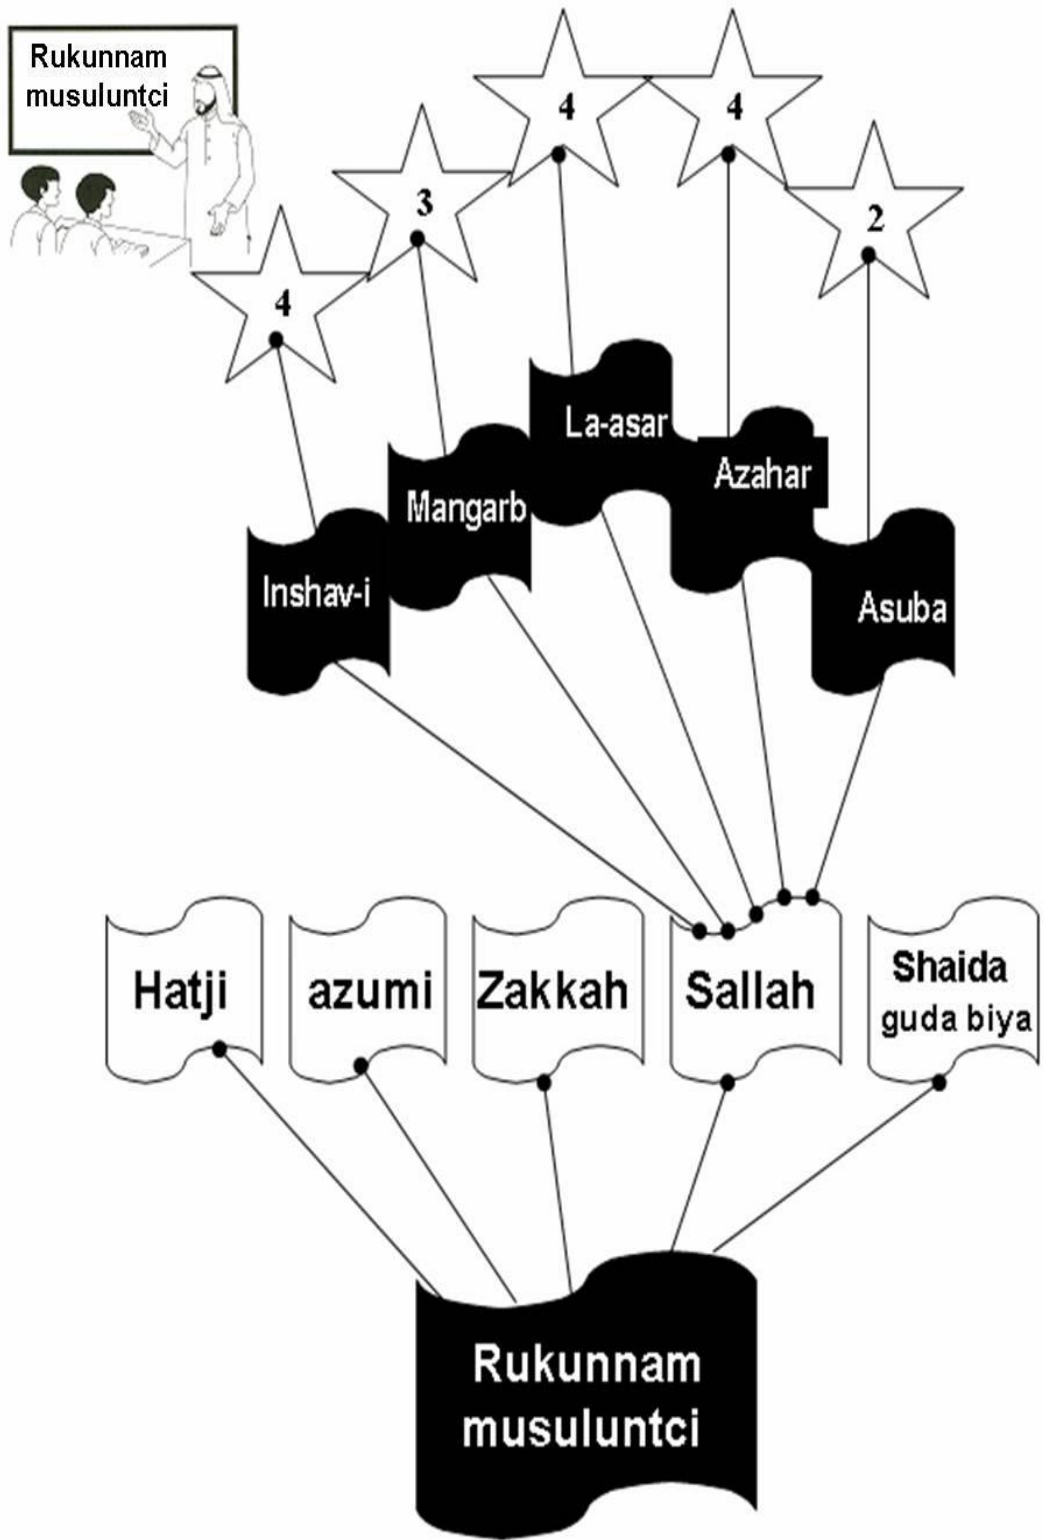 Rukunnam
musuluntci
4
3
4
4
2
Inshav-i
Mangarb
La-asar
Azahar
Asuba
Hatji
azumi
Zakkah
Sallah
Shaida
guda biya
Rukunnam
musuluntci